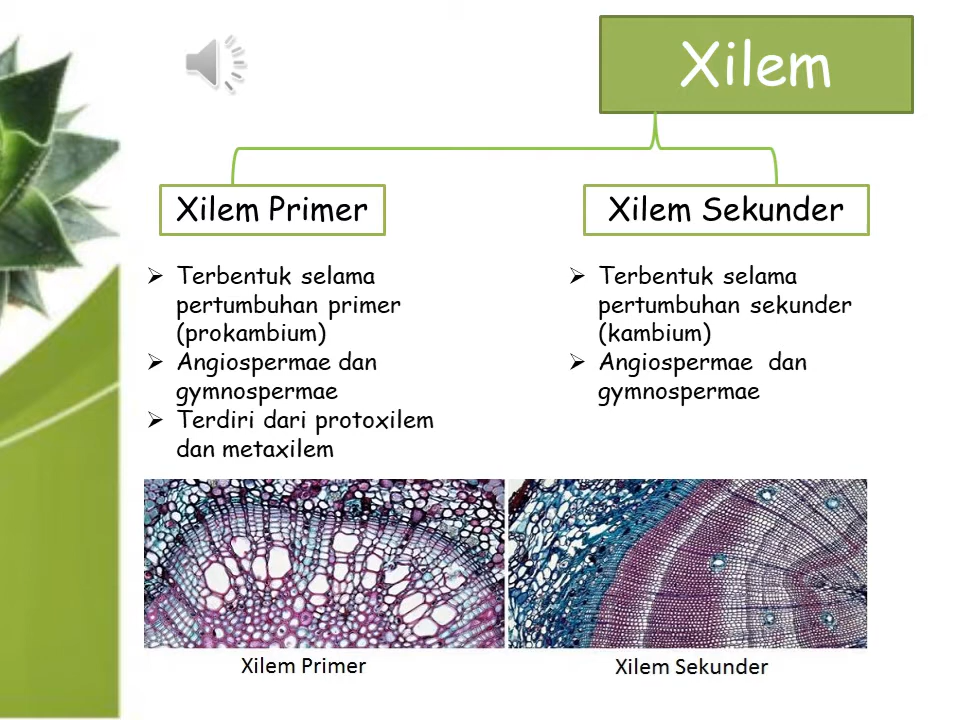 Xilem
Xilem Primer
Xilem Sekunder
➢ Terbentuk selama
pertumbuhan primer
(prokambium)
➢ Angiospermae dan
gymnospermae
➢ Terdiri dari protoxilem
dan metaxilem
➢ Terbentuk selama
pertumbuhan sekunder
(kambium)
➢ Angiospermae dan
gymnospermae
Xilem Primer
Xilem Sekunder